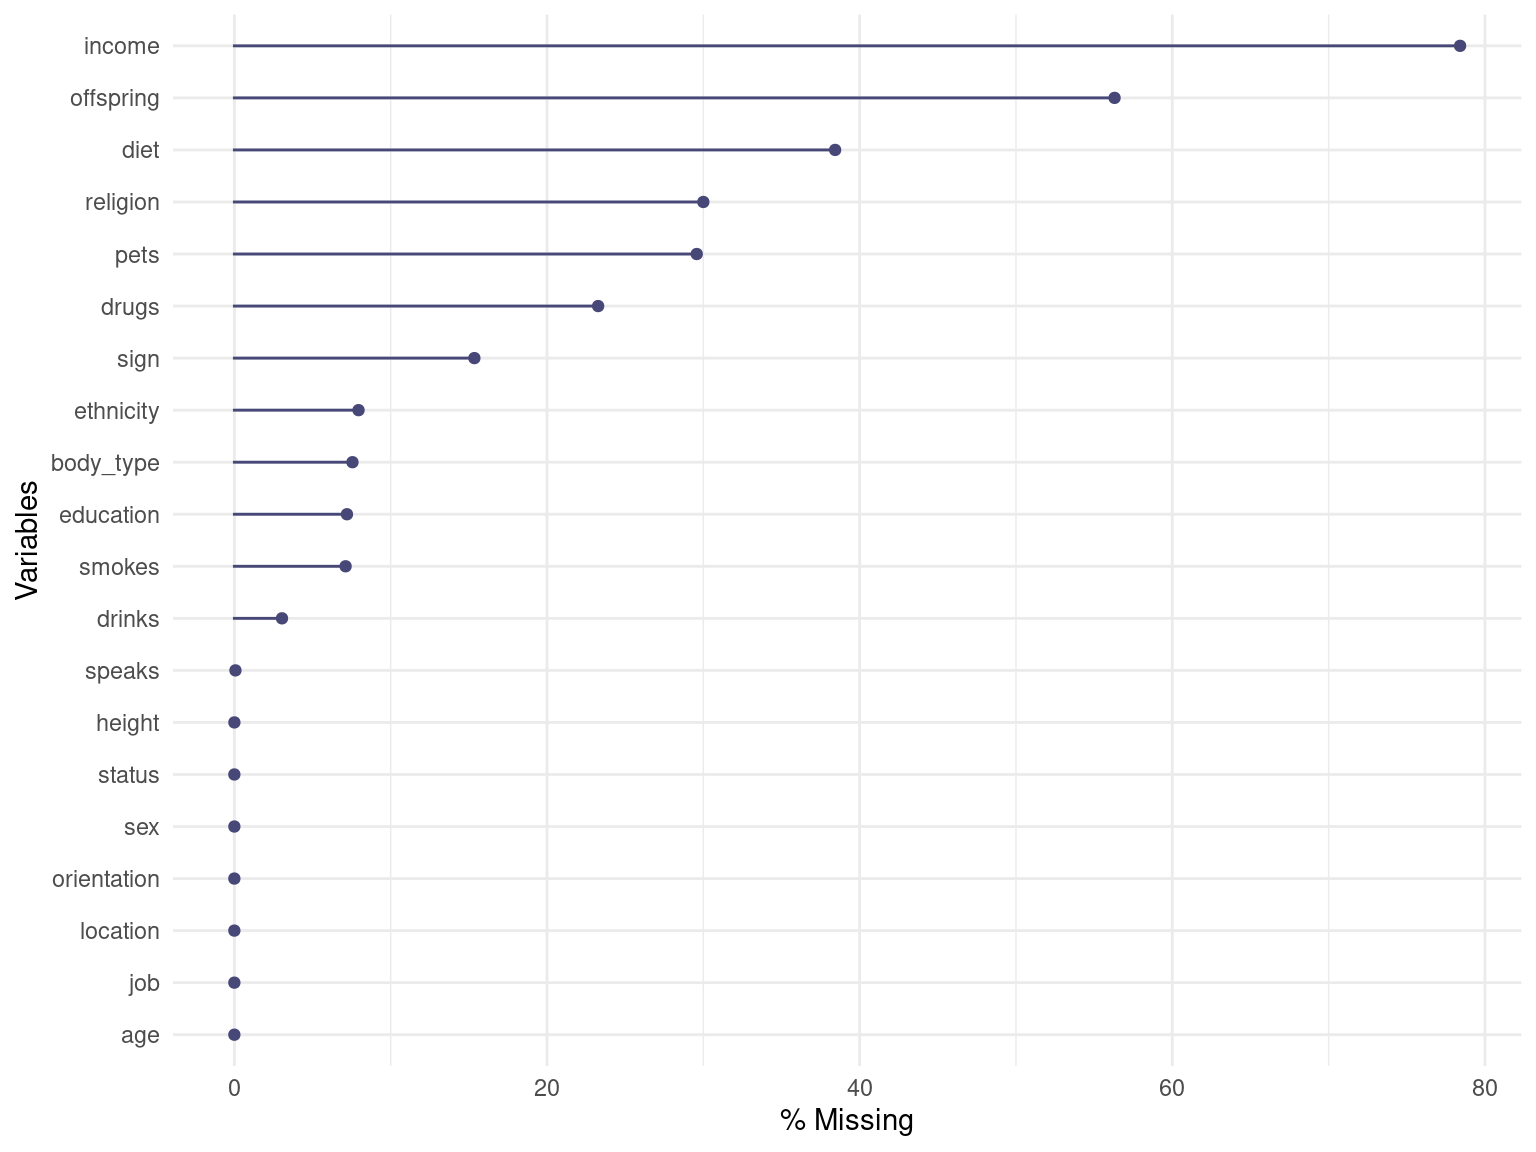 income
offspring
diet
religion
pets
drugs
sign
ethnicity
body_type
education
smokes
drinks
speaks
height
status
sex
orientation
location
job
age
Variables
0 20 40 60 80
% Missing